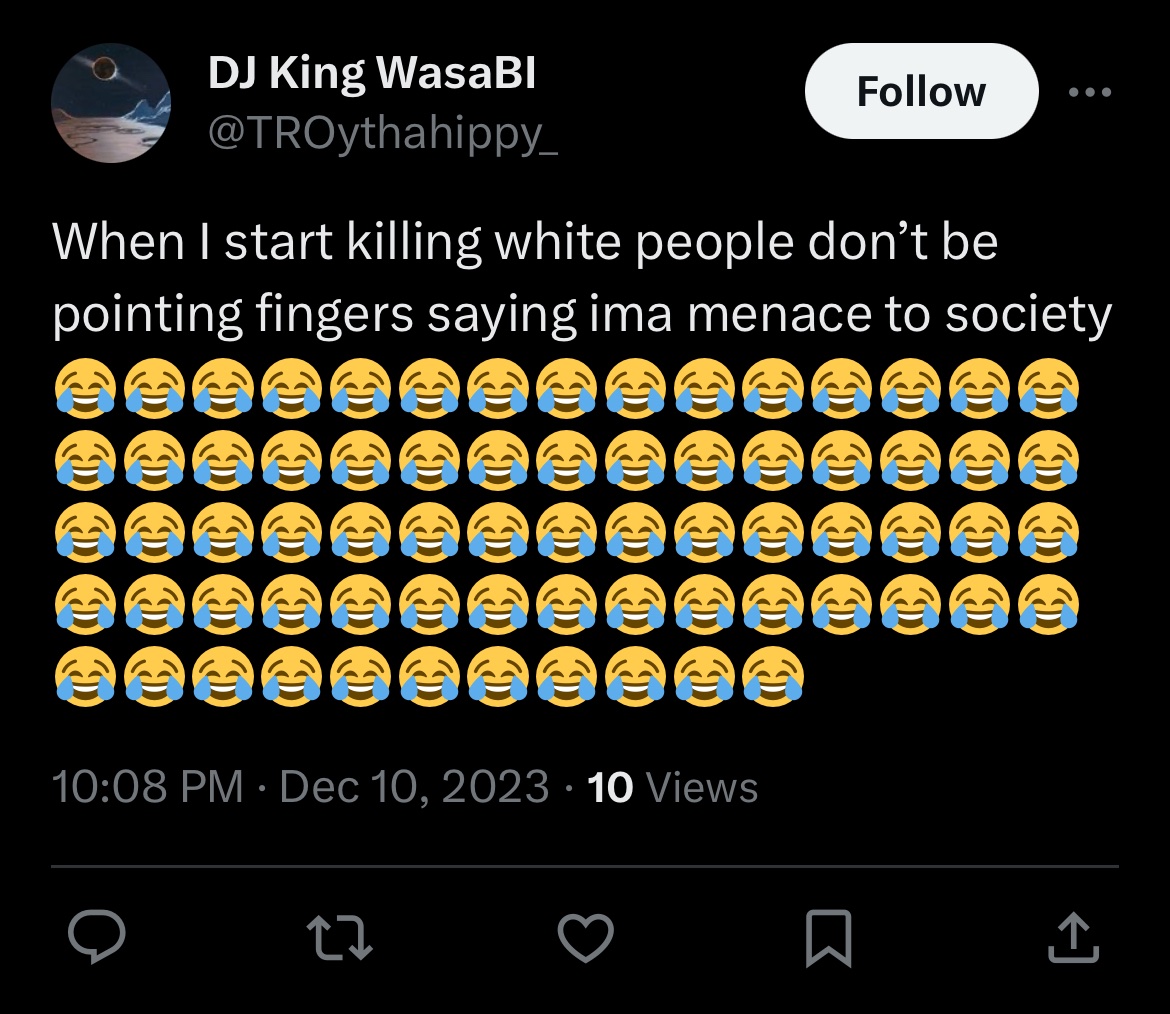 DJ King WasaBI
@TROythahippy_
Follow
When I start killing white people don’t be
pointing fingers saying ima menace to society
😂😂😂😂😂😂😂😂😂😂😂😂😂😂😂
😂😂😂😂😂😂😂😂😂😂😂😂😂😂😂
😂😂😂😂😂😂😂😂😂😂😂😂😂😂😂
😂😂😂😂😂😂😂😂😂😂😂😂😂😂😂
😂😂😂😂😂😂😂😂😂😂😂
10:08 PM · Dec 10, 2023 · 10 Views